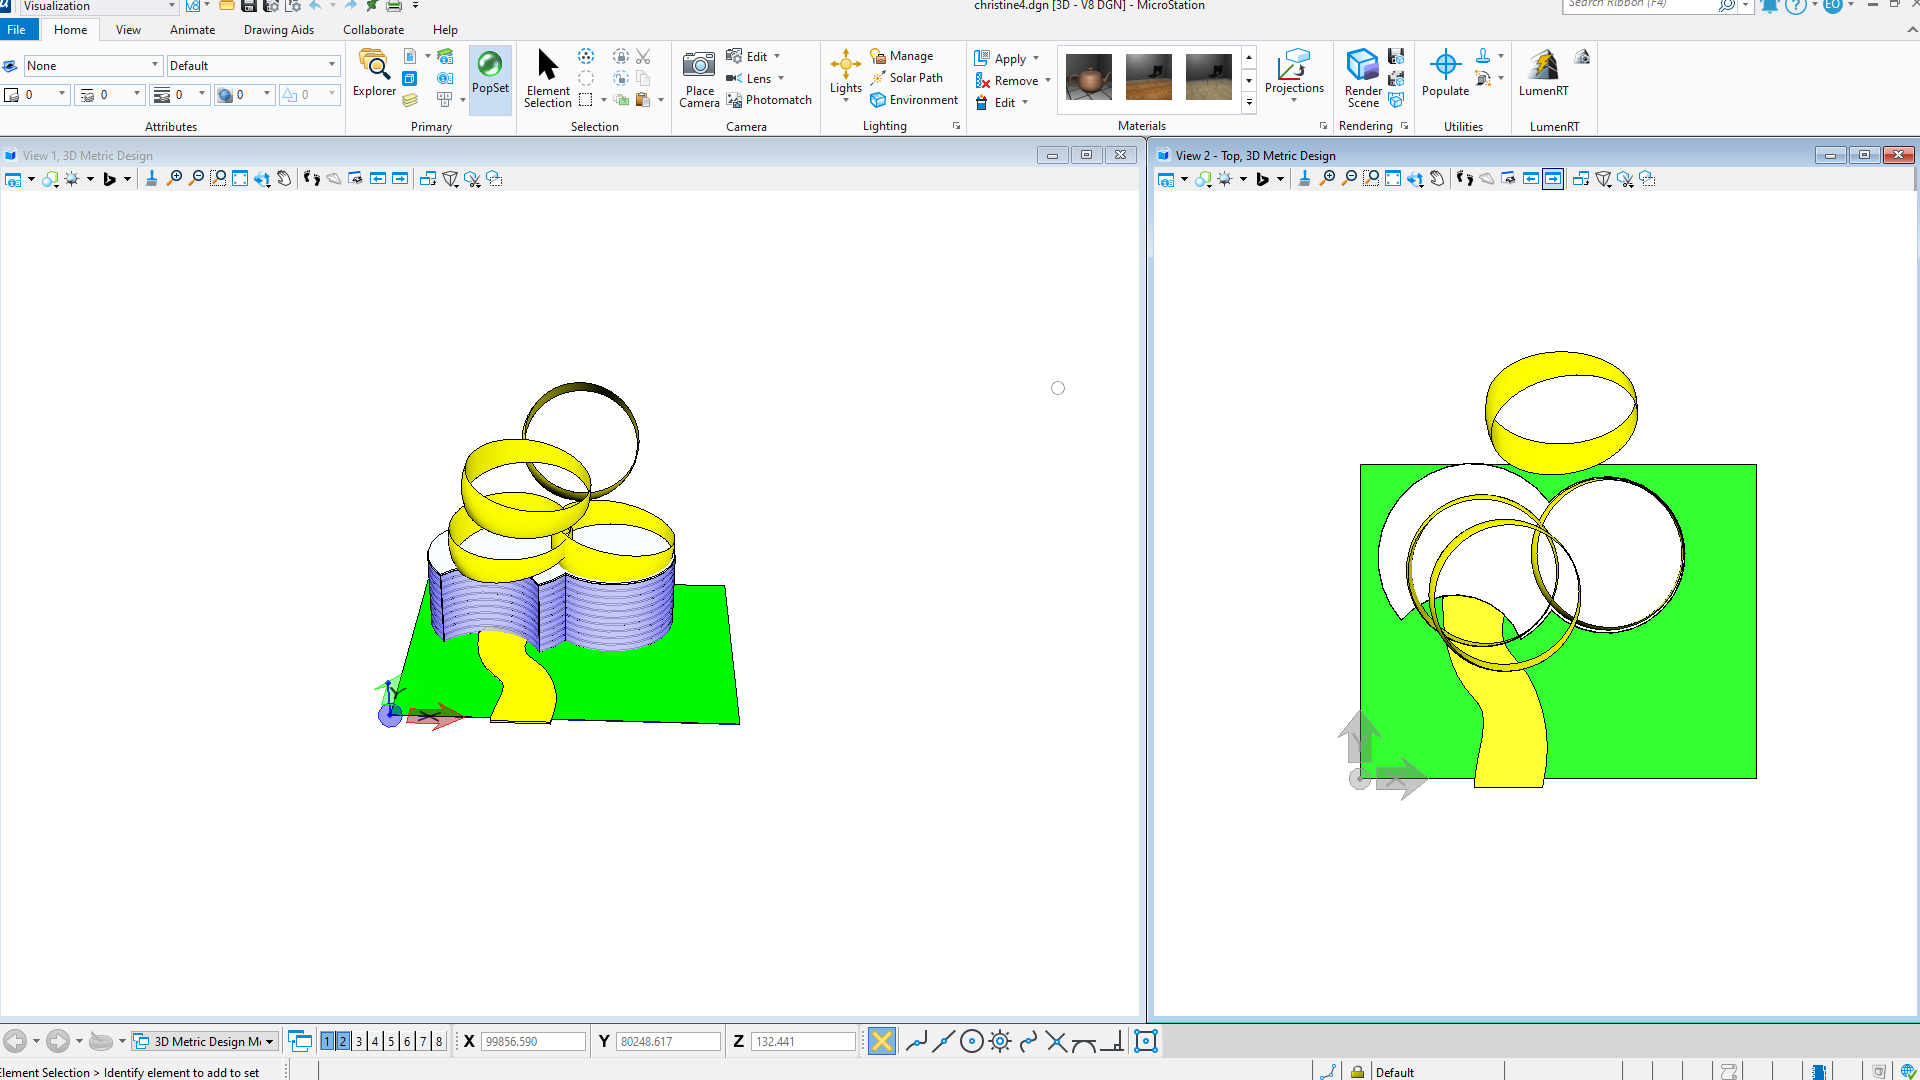 Visualization
christine4.dgn [3D - V8 DGN] - MicroStation
Search Ribbon (F4)
EO
File Home View Animate Drawing Aids Collaborate Help
None Default
0 0 0 0 0
Attributes
Explorer
PopSet
Primary
Element Selection
Selection
Place Camera
Edit
Lens
Photomatch
Camera
Lights
Manage
Solar Path
Environment
Lighting
Apply
Remove
Edit
Materials
Projections
Render Scene
Rendering
Populate
Utilities
LumenRT
LumenRT
View 1, 3D Metric Design
View 2 - Top, 3D Metric Design
Y
X
Y
X
3D Metric Design Mo
1 2 3 4 5 6 7 8
X 99856.590
Y 80248.617
Z 132.441
Element Selection > Identify element to add to set
Default